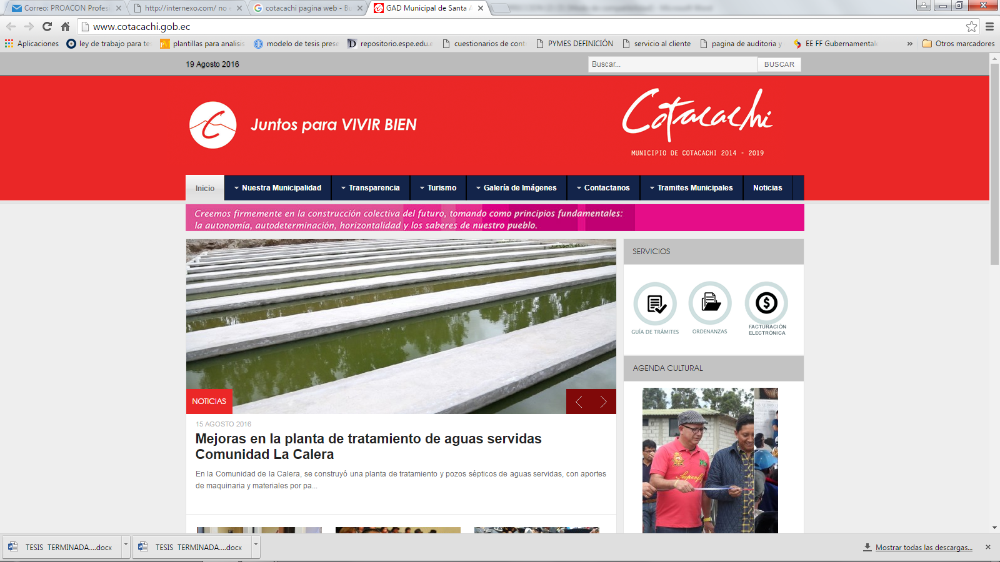 Correo: PROACON Profes
http://internexo.com/ no
cotacachi pagina web - Bu
GAD Municipal de Santa A
www.cotacachi.gob.ec
Aplicaciones
ley de trabajo para te
plantillas para analisis
modelo de tesis prese
repositorio.espe.edu.e
cuestionarios de cont
PYMES DEFINICIÓN
servicio al cliente
pagina de auditoria y
EE FF Gubernamentale
»
Otros marcadores
19 Agosto 2016
Buscar...
BUSCAR
Juntos para VIVIR BIEN
Cotacachi
MUNICIPIO DE COTACACHI 2014 - 2019
Inicio
Nuestra Municipalidad
Transparencia
Turismo
Galería de Imágenes
Contactanos
Tramites Municipales
Noticias
Creemos firmemente en la construcción colectiva del futuro, tomando como principios fundamentales:
la autonomía, autodeterminación, horizontalidad y los saberes de nuestro pueblo.
NOTICIAS
15 AGOSTO 2016
Mejoras en la planta de tratamiento de aguas servidas
Comunidad La Calera
En la Comunidad de la Calera, se construyó una planta de tratamiento y pozos sépticos de aguas servidas, con aportes
de maquinaria y materiales por pa...
SERVICIOS
GUÍA DE TRÁMITES
ORDENANZAS
FACTURACIÓN
ELECTRÓNICA
AGENDA CULTURAL
TESIS TERMINADA....docx
TESIS TERMINADA....docx
Mostrar todas las descargas...